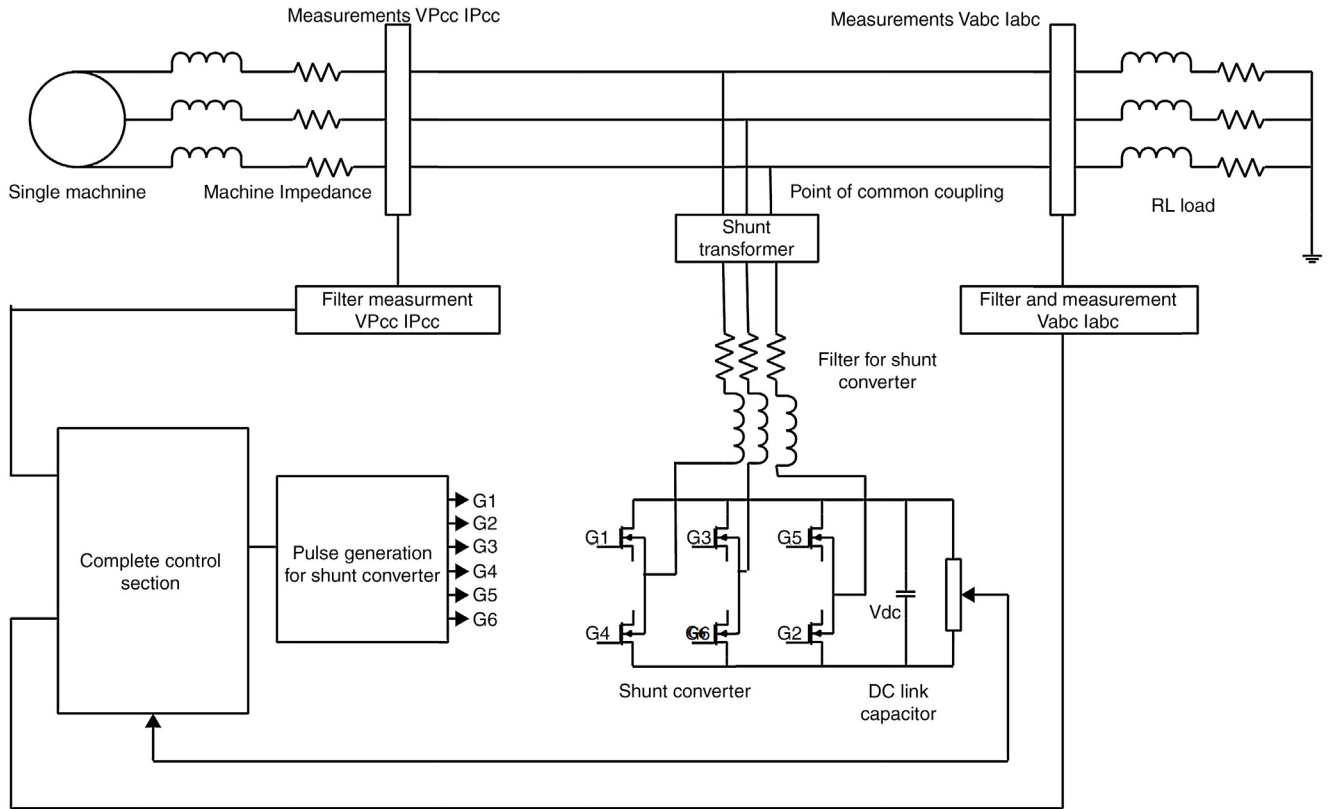 Measurements VPcc IPcc
Measurements Vabc Iabc
Single machnine
Machine Impedance
Point of common coupling
RL load
Shunt
transformer
Filter measurment
VPcc IPcc
Filter and measurement
Vabc Iabc
Filter for shunt
converter
Complete control
section
Pulse generation
for shunt converter
G1
G2
G3
G4
G5
G6
G1
G3
G5
G4
G6
G2
Vdc
Shunt converter
DC link
capacitor